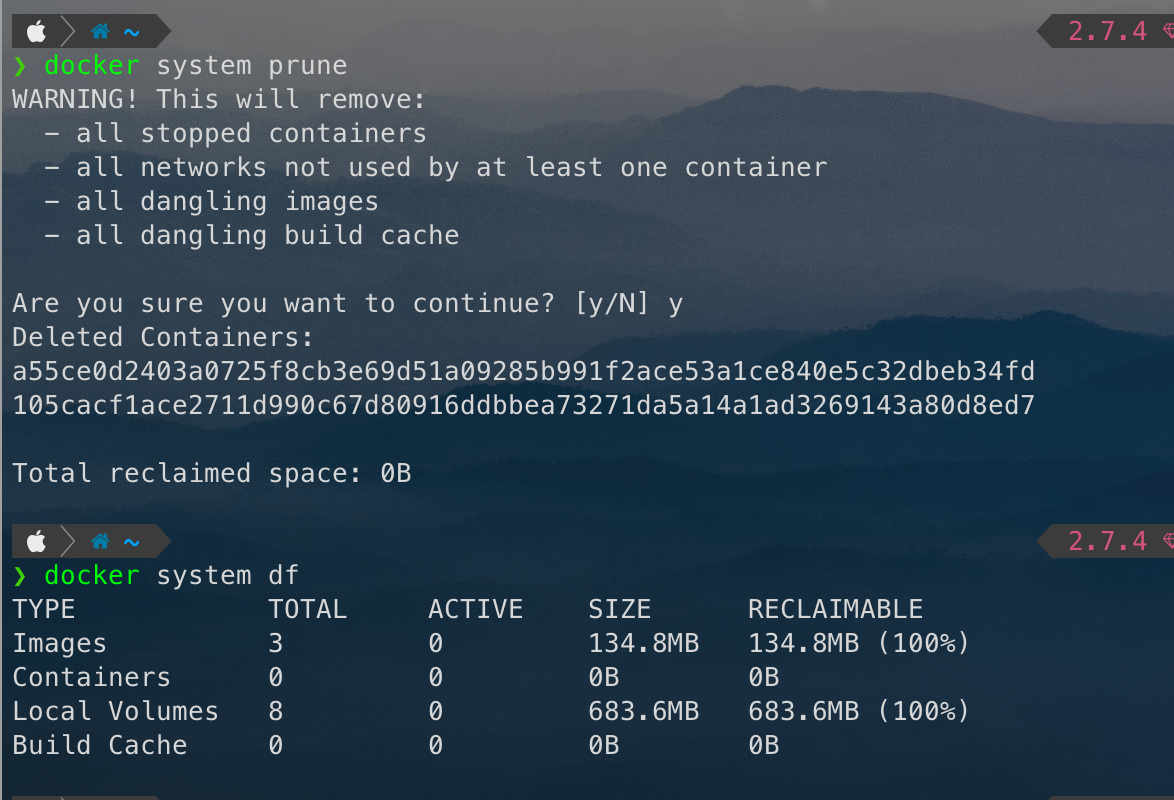 ~ 2.7.4
❯ docker system prune
WARNING! This will remove:
  - all stopped containers
  - all networks not used by at least one container
  - all dangling images
  - all dangling build cache

Are you sure you want to continue? [y/N] y
Deleted Containers:
a55ce0d2403a0725f8cb3e69d51a09285b991f2ace53a1ce840e5c32dbeb34fd
105cacf1ace2711d990c67d80916ddbbea73271da5a14a1ad3269143a80d8ed7

Total reclaimed space: 0B

~ 2.7.4
❯ docker system df
TYPE            TOTAL     ACTIVE    SIZE      RECLAIMABLE
Images          3         0         134.8MB   134.8MB (100%)
Containers      0         0         0B        0B
Local Volumes   8         0         683.6MB   683.6MB (100%)
Build Cache     0         0         0B        0B